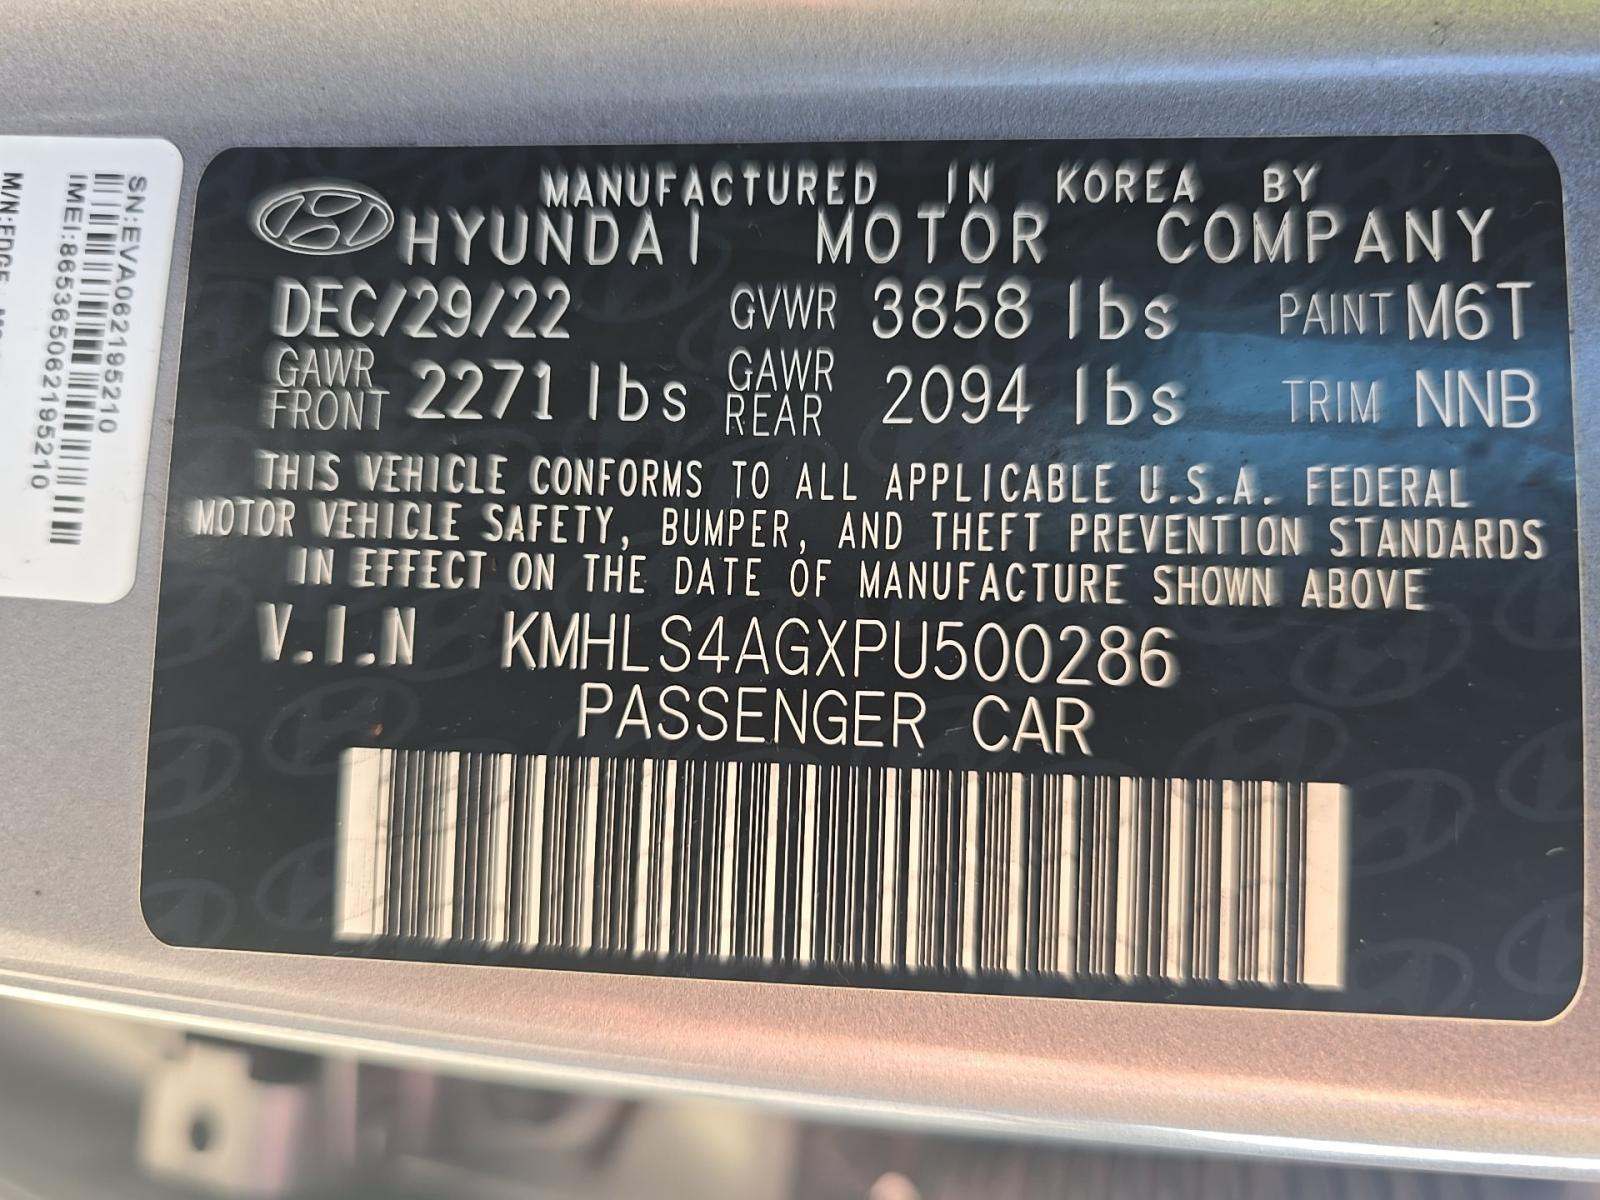 MANUFACTURED IN KOREA BY
HYUNDAI MOTOR COMPANY
DEC/29/22 GVWR 3858 lbs PAINT M6T
GAWR FRONT 2271 lbs GAWR REAR 2094 lbs TRIM NNB
THIS VEHICLE CONFORMS TO ALL APPLICABLE U.S.A. FEDERAL
MOTOR VEHICLE SAFETY, BUMPER, AND THEFT PREVENTION STANDARDS
IN EFFECT ON THE DATE OF MANUFACTURE SHOWN ABOVE
V.I.N KMHLS4AGXPU500286
PASSENGER CAR
SN:EVA062195210
IMEI:865365062195210